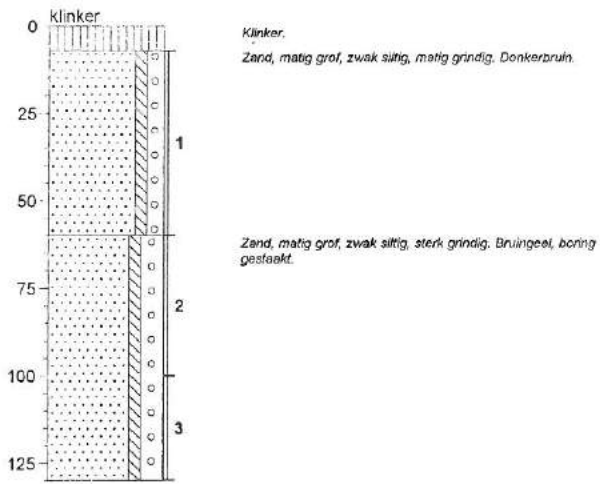 klinker
0
Klinker.
Zand, matig grof, zwak siltig, matig grindig. Donkerbruin.
25
1
50
Zand, matig grof, zwak siltig, sterk grindig. Bruingeel, boring
gestaakt.
75
2
100
3
125